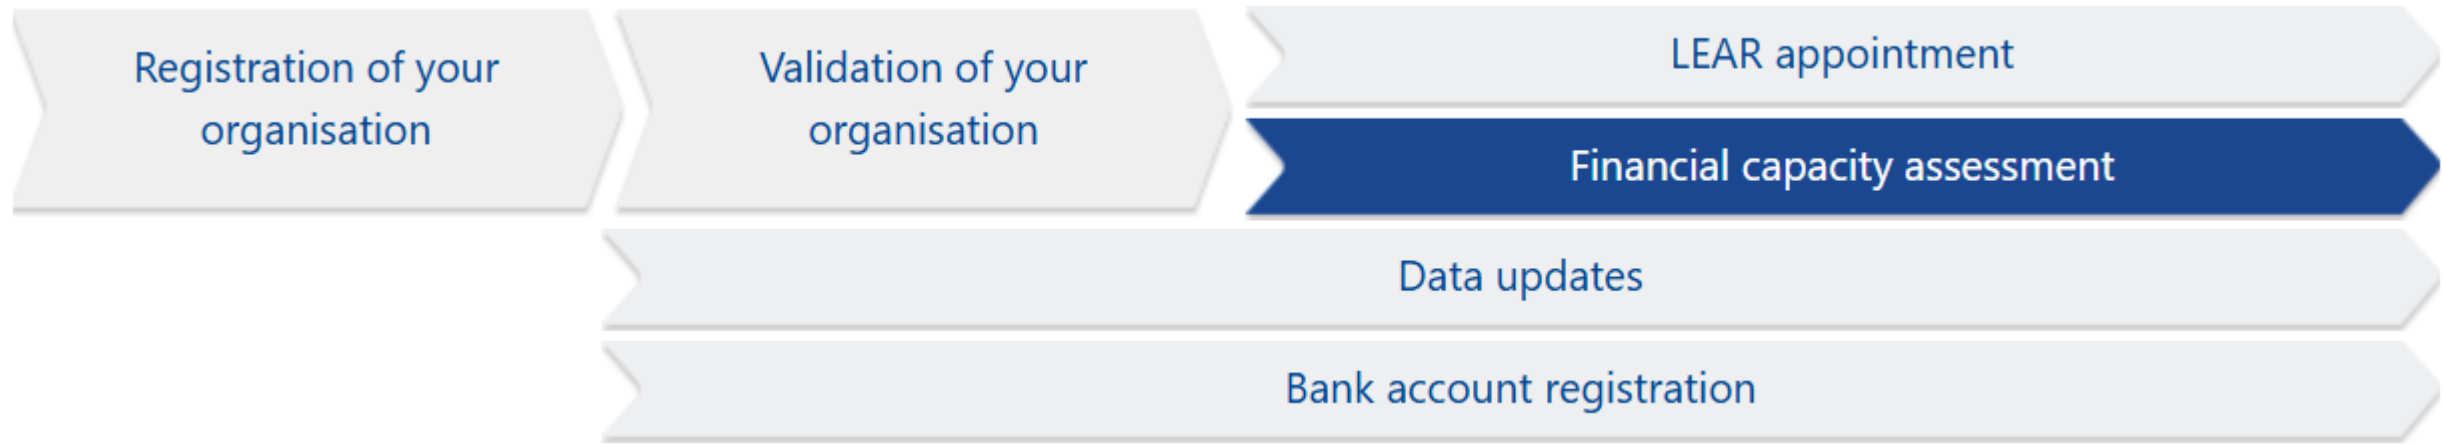 Registration of your
organisation
Validation of your
organisation
LEAR appointment
Financial capacity assessment
Data updates
Bank account registration